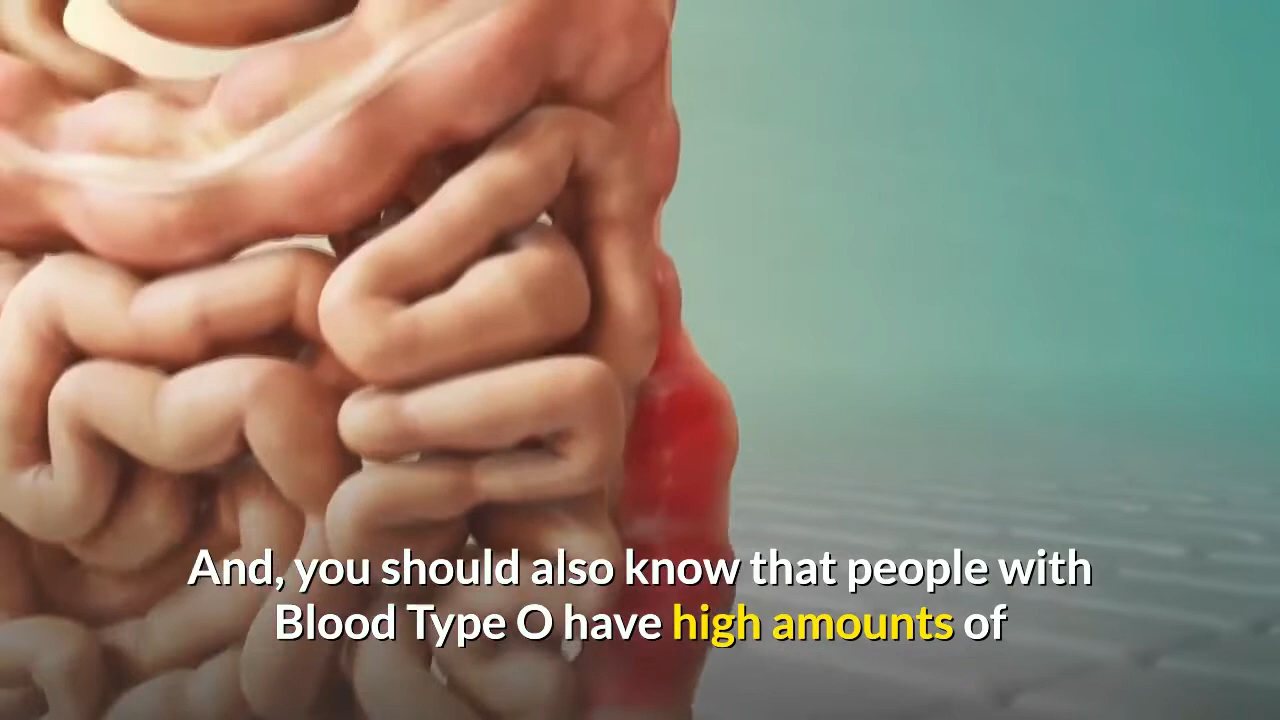 And, you should also know that people with
Blood Type O have high amounts of